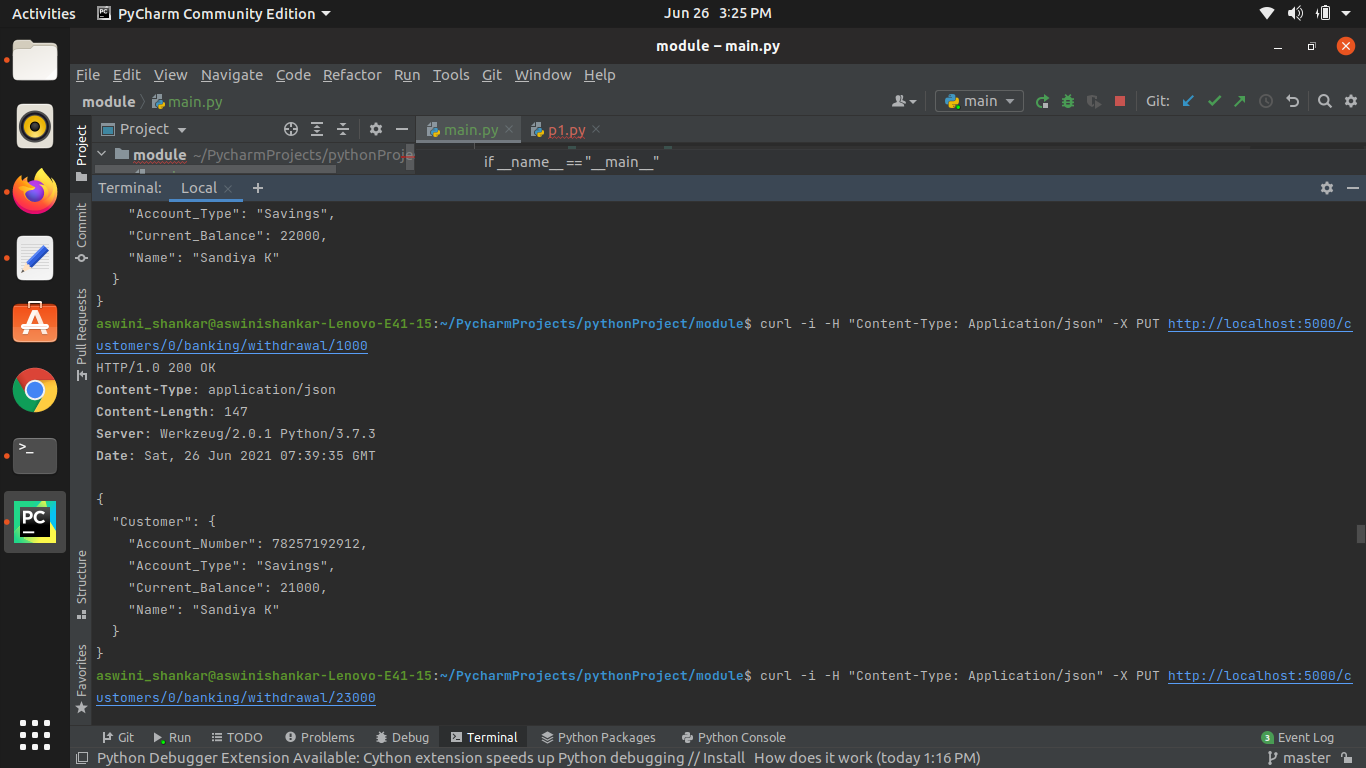 Activities PyCharm Community Edition Jun 26 3:25 PM
module – main.py
File Edit View Navigate Code Refactor Run Tools Git Window Help
module main.py main Git:
Project main.py p1.py
module ~/PycharmProjects/pythonProje
if __name__ == "__main__"
Terminal: Local +
"Account_Type": "Savings",
"Current_Balance": 22000,
"Name": "Sandiya K"
}
}
aswini_shankar@aswinishankar-Lenovo-E41-15:~/PycharmProjects/pythonProject/module$ curl -i -H "Content-Type: Application/json" -X PUT http://localhost:5000/c
ustomers/0/banking/withdrawal/1000
HTTP/1.0 200 OK
Content-Type: application/json
Content-Length: 147
Server: Werkzeug/2.0.1 Python/3.7.3
Date: Sat, 26 Jun 2021 07:39:35 GMT
{
"Customer": {
"Account_Number": 78257192912,
"Account_Type": "Savings",
"Current_Balance": 21000,
"Name": "Sandiya K"
}
}
aswini_shankar@aswinishankar-Lenovo-E41-15:~/PycharmProjects/pythonProject/module$ curl -i -H "Content-Type: Application/json" -X PUT http://localhost:5000/c
ustomers/0/banking/withdrawal/23000
Project
Commit
Pull Requests
Structure
Favorites
Git Run TODO Problems Debug Terminal Python Packages Python Console 3 Event Log
Python Debugger Extension Available: Cython extension speeds up Python debugging // Install How does it work (today 1:16 PM) master
PC
>_